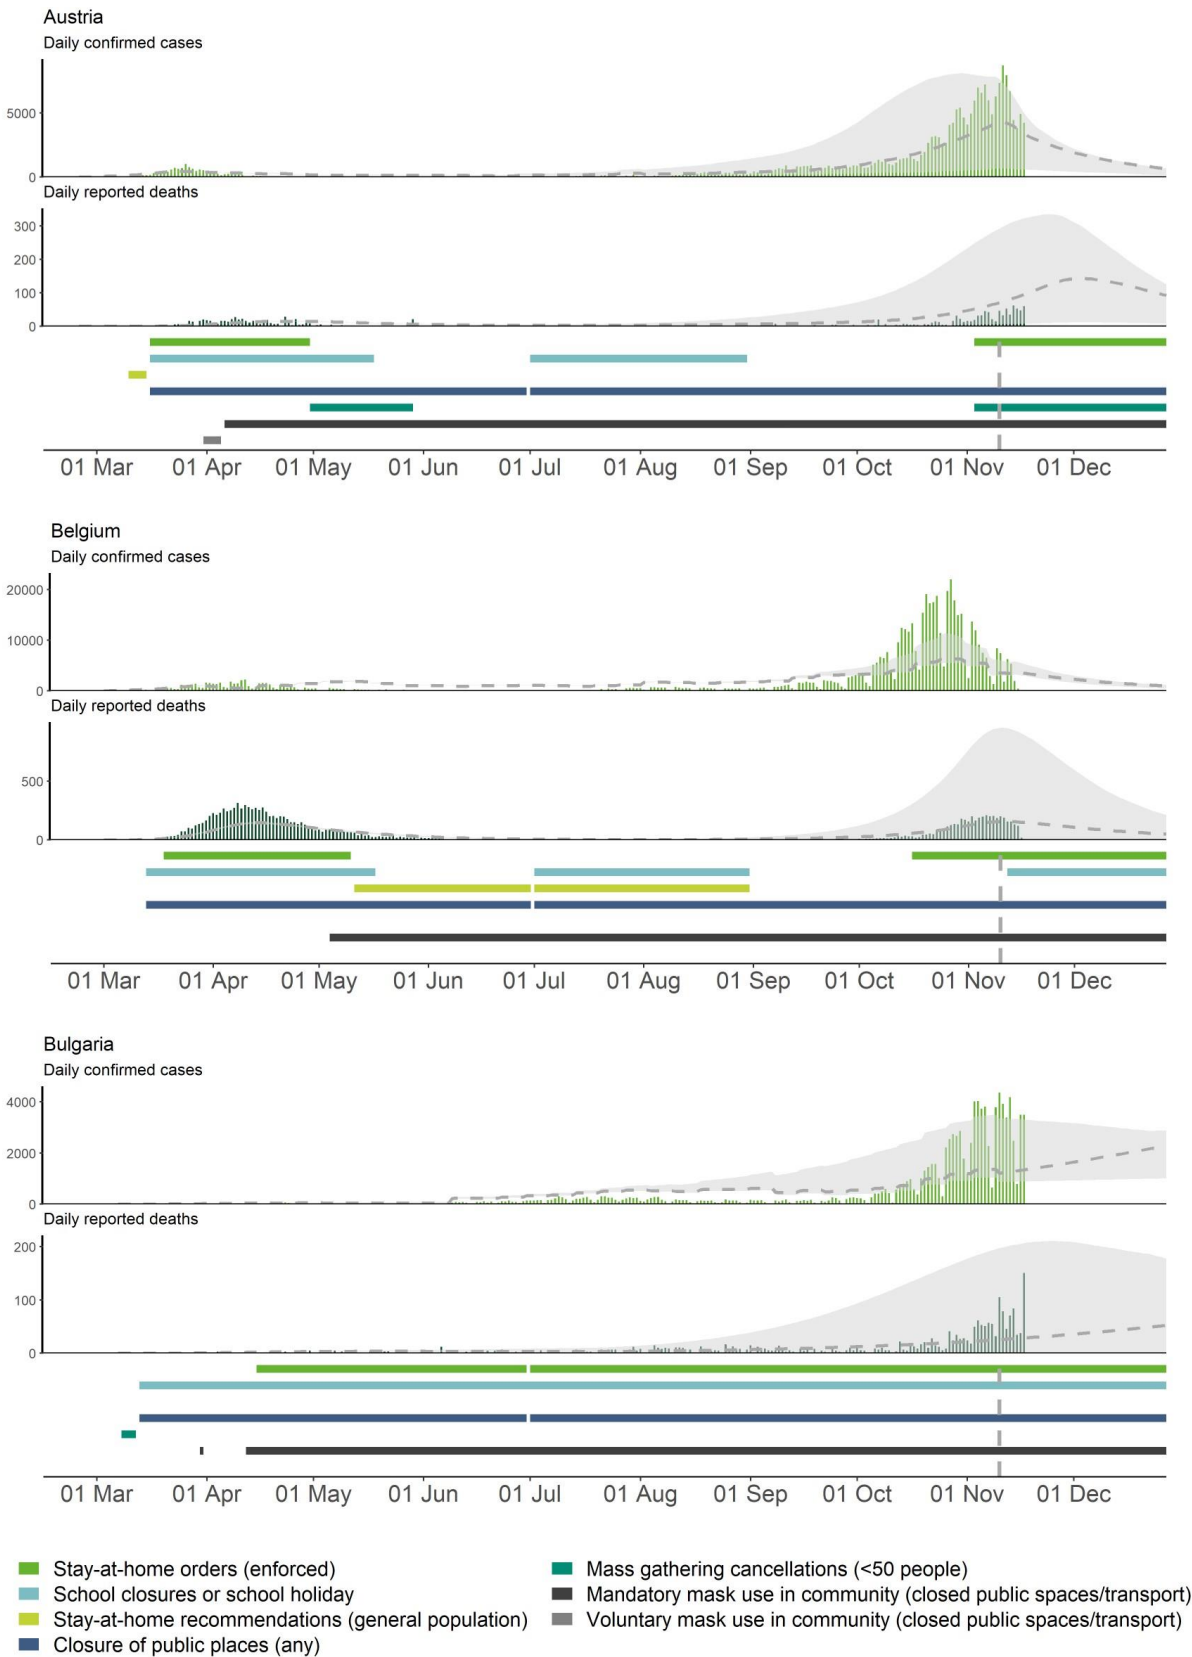 Austria
Daily confirmed cases
5000
0
Daily reported deaths
300
200
100
0
01 Mar 01 Apr 01 May 01 Jun 01 Jul 01 Aug 01 Sep 01 Oct 01 Nov 01 Dec
Belgium
Daily confirmed cases
20000
10000
0
Daily reported deaths
500
0
01 Mar 01 Apr 01 May 01 Jun 01 Jul 01 Aug 01 Sep 01 Oct 01 Nov 01 Dec
Bulgaria
Daily confirmed cases
4000
2000
0
Daily reported deaths
200
100
0
01 Mar 01 Apr 01 May 01 Jun 01 Jul 01 Aug 01 Sep 01 Oct 01 Nov 01 Dec
Stay-at-home orders (enforced)
School closures or school holiday
Stay-at-home recommendations (general population)
Closure of public places (any)
Mass gathering cancellations (<50 people)
Mandatory mask use in community (closed public spaces/transport)
Voluntary mask use in community (closed public spaces/transport)